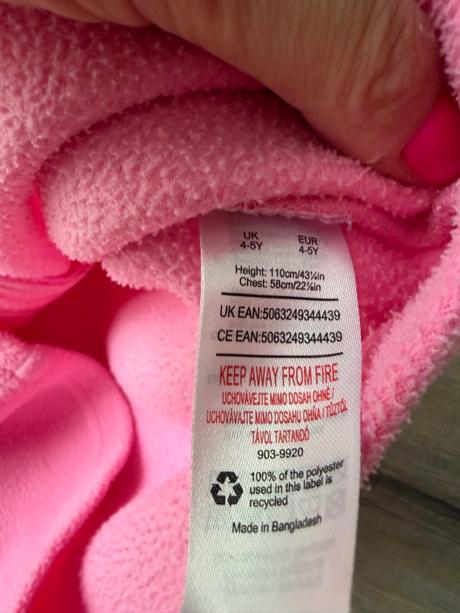 UK EUR
4-5Y 4-5Y
Height: 110cm/43¼in
Chest: 58cm/22¾in
UK EAN:5063249344439
CE EAN:5063249344439
KEEP AWAY FROM FIRE
UCHOVÁVEJTE MIMO DOSAH OHNĚ /
UCHOVÁVAJTE MIMO DOSAHU OHŇA / TŰZTŐL
TÁVOL TARTANDÓ
903-9920
100% of the polyester
used in this label is
recycled
Made in Bangladesh